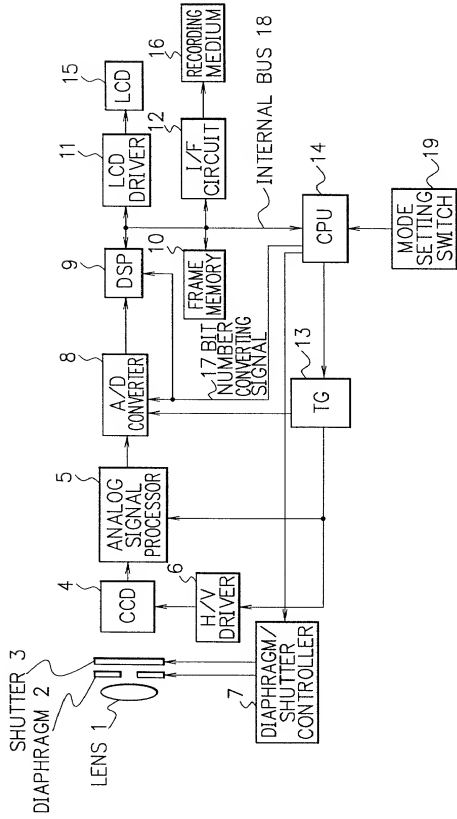 SHUTTER 3
DIAPHRAGM 2
LENS 1
4
CCD
5
ANALOG
SIGNAL
PROCESSOR
8
A/D
CONVERTER
9
DSP
11
LCD
DRIVER
15
LCD
6
H/V
DRIVER
17 BIT
NUMBER
CONVERTING
SIGNAL
10
FRAME
MEMORY
12
I/F
CIRCUIT
16
RECORDING
MEDIUM
INTERNAL BUS 18
7
DIAPHRAGM/
SHUTTER
CONTROLLER
13
TG
14
CPU
19
MODE
SETTING
SWITCH